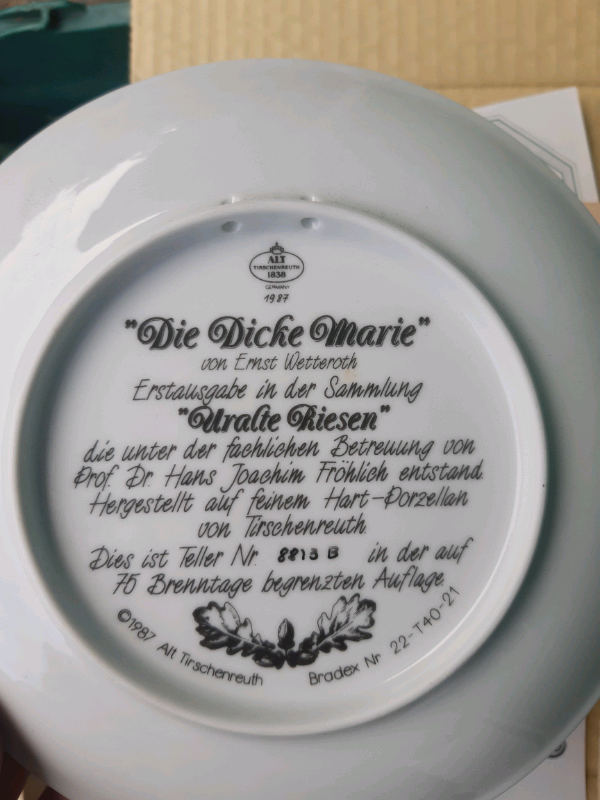 ALT
TIRSCHENREUTH
1838
GERMANY
1987
"Die Dicke Marie"
von Ernst Wetteroth
Erstausgabe in der Sammlung
"Uralte Riesen"
die unter der fachlichen Betreuung von
Prof. Dr. Hans Joachim Fröhlich entstand.
Hergestellt auf feinem Hart-Porzellan
von Tirschenreuth
Dies ist Teller Nr. 8813 B in der auf
75 Brenntage begrenzten Auflage.
©1987 Alt Tirschenreuth
Bradex Nr. 22-T40-2.1